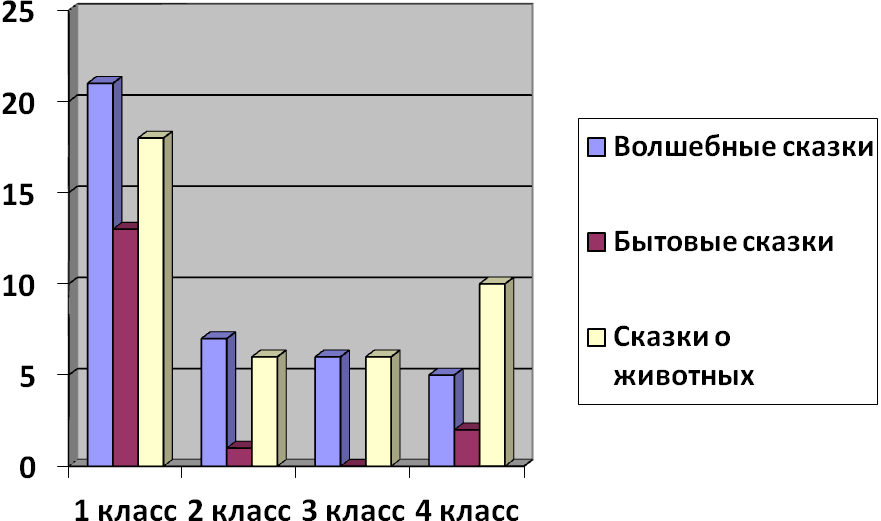 25
20
15
10
5
0
1 класс 2 класс 3 класс 4 класс
Волшебные сказки
Бытовые сказки
Сказки о
животных